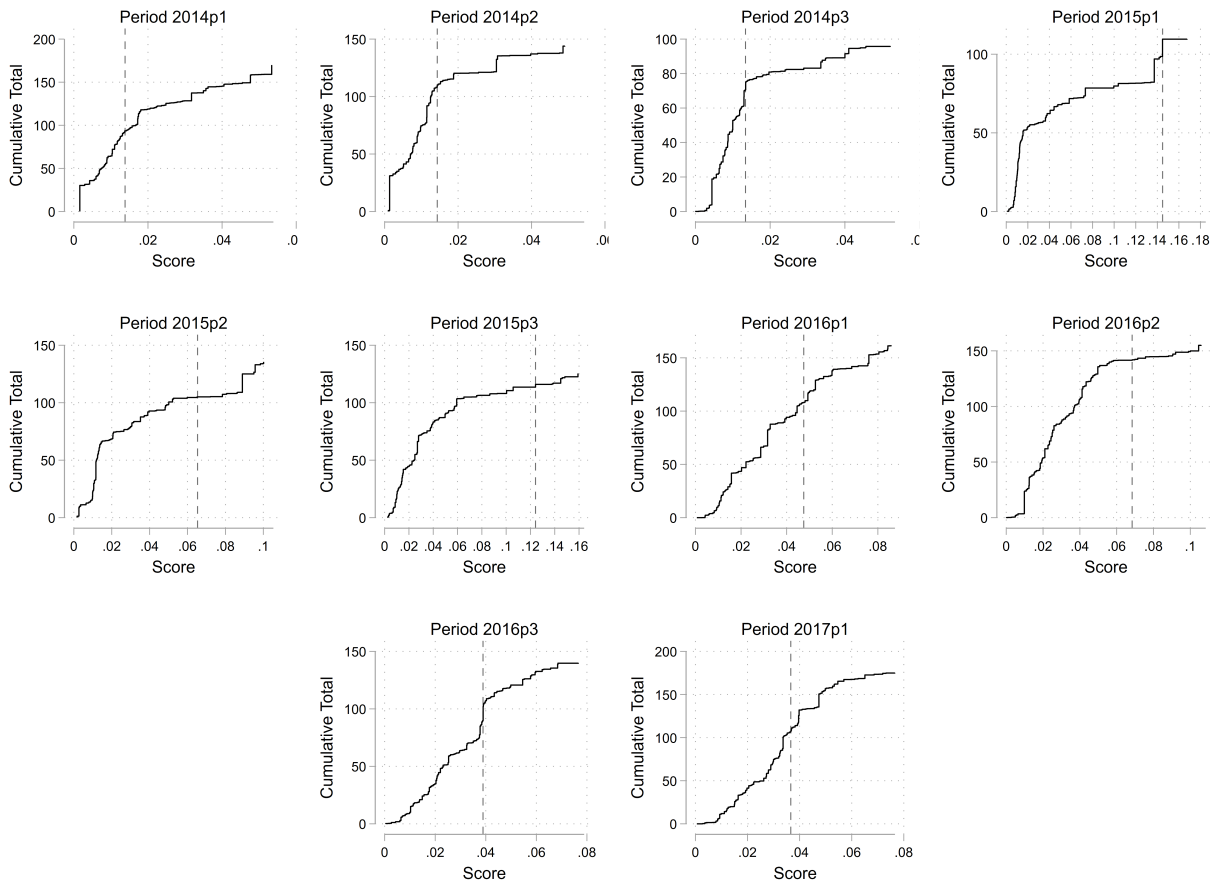 Period 2014p1
Cumulative Total
200
150
100
50
0
0 .02 .04 .0
Score
Period 2014p2
Cumulative Total
150
100
50
0
0 .02 .04 .0
Score
Period 2014p3
Cumulative Total
100
80
60
40
20
0
0 .02 .04 .0
Score
Period 2015p1
Cumulative Total
100
50
0
0 .02 .04 .06 .08 .1 .12 .14 .16 .18
Score
Period 2015p2
Cumulative Total
150
100
50
0
0 .02 .04 .06 .08 .1
Score
Period 2015p3
Cumulative Total
150
100
50
0
0 .02 .04 .06 .08 .1 .12 .14 .16
Score
Period 2016p1
Cumulative Total
150
100
50
0
0 .02 .04 .06 .08
Score
Period 2016p2
Cumulative Total
150
100
50
0
0 .02 .04 .06 .08 .1
Score
Period 2016p3
Cumulative Total
150
100
50
0
0 .02 .04 .06 .08
Score
Period 2017p1
Cumulative Total
200
150
100
50
0
0 .02 .04 .06 .08
Score